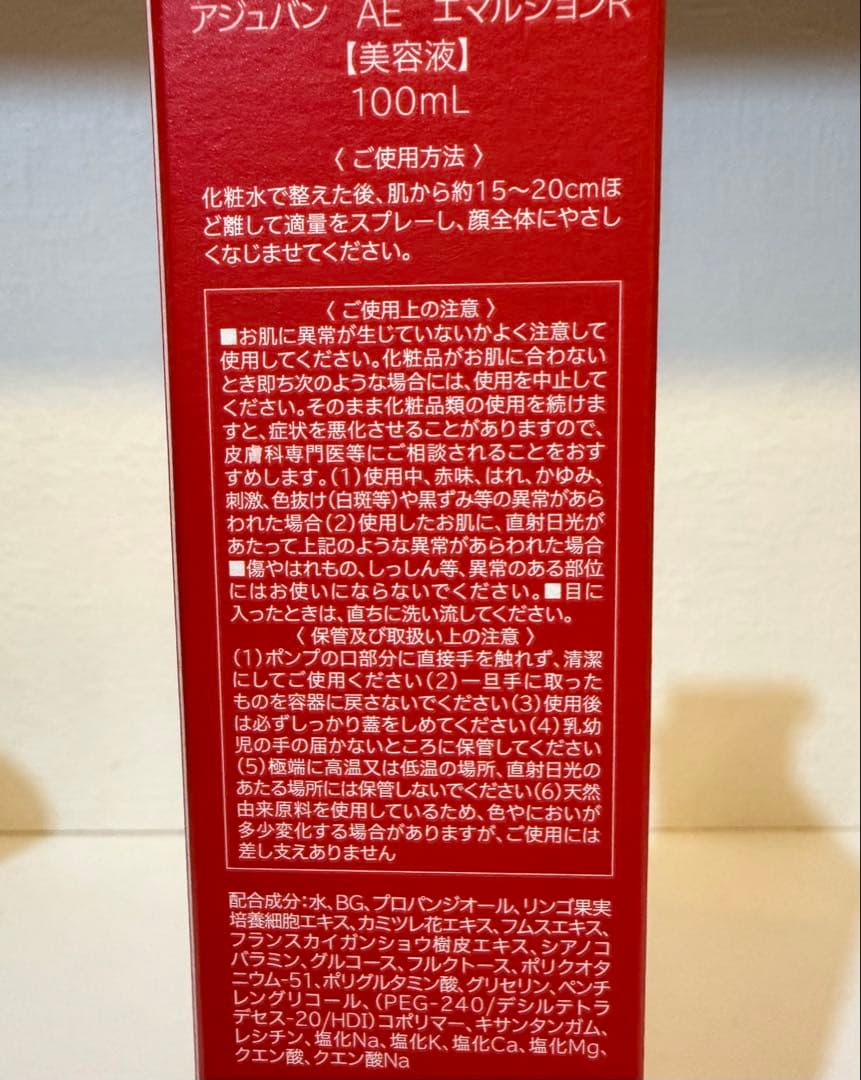 アジュバン　AE　エマルジョンR
【美容液】
100mL
〈 ご使用方法 〉
化粧水で整えた後、肌から約15〜20cmほ
ど離して適量をスプレーし、顔全体にやさし
くなじませてください。
〈 ご使用上の注意 〉
■お肌に異常が生じていないかよく注意して
使用してください。化粧品がお肌に合わない
とき即ち次のような場合には、使用を中止して
ください。そのまま化粧品類の使用を続けま
すと、症状を悪化させることがありますので、
皮膚科専門医等にご相談されることをおす
すめします。(1)使用中、赤味、はれ、かゆみ、
刺激、色抜け(白斑等)や黒ずみ等の異常があら
われた場合(2)使用したお肌に、直射日光が
あたって上記のような異常があらわれた場合
■傷やはれもの、しっしん等、異常のある部位
にはお使いにならないでください。■目に
入ったときは、直ちに洗い流してください。
〈 保管及び取扱い上の注意 〉
(1)ポンプの口部分に直接手を触れず、清潔
にしてご使用ください(2)一旦手に取った
ものを容器に戻さないでください(3)使用後
は必ずしっかり蓋をしめてください(4)乳幼
児の手の届かないところに保管してください
(5)極端に高温又は低温の場所、直射日光の
あたる場所には保管しないでください(6)天然
由来原料を使用しているため、色やにおいが
多少変化する場合がありますが、ご使用には
差し支えありません
配合成分：水、BG、プロパンジオール、リンゴ果実
培養細胞エキス、カミツレ花エキス、フムスエキス、
フランスカイガンショウ樹皮エキス、シアノコ
バラミン、グルコース、フルクトース、ポリクオタ
ニウム-51、ポリグルタミン酸、グリセリン、ペンチ
レングリコール、(PEG-240/デシルテトラ
デセス-20/HDI)コポリマー、キサンタンガム、
レシチン、塩化Na、塩化K、塩化Ca、塩化Mg、
クエン酸、クエン酸Na